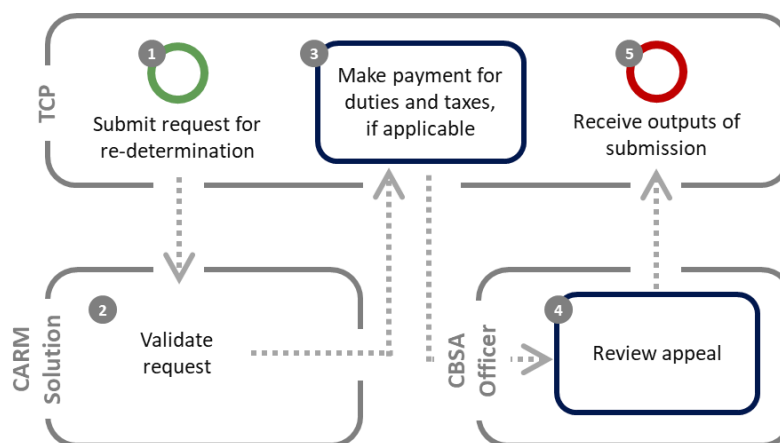 TCP
1
Submit request for
re-determination
3
Make payment for
duties and taxes,
if applicable
5
Receive outputs of
submission
CARM
Solution
2
Validate
request
CBSA
Officer
4
Review appeal